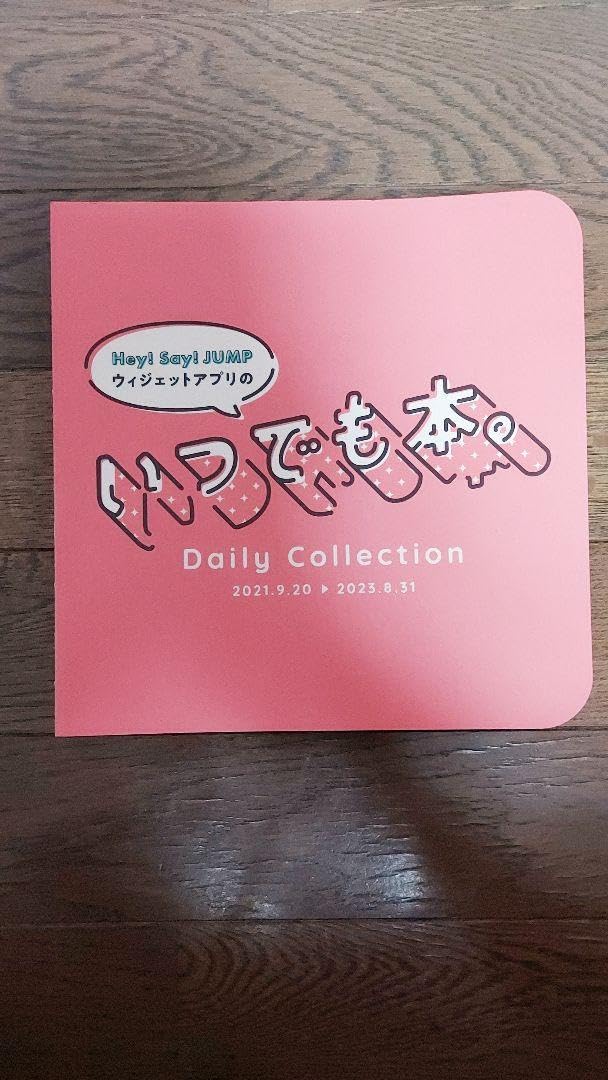 Hey! Say! JUMP
ウィジェットアプリの
いつでも本。
Daily Collection
2021.9.20 ▶ 2023.8.31